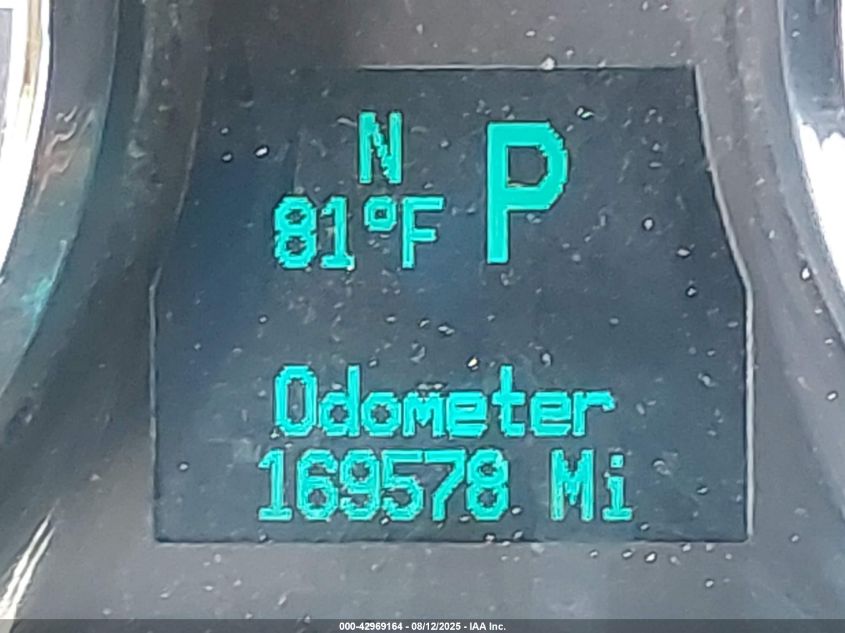 N
81°F P
Odometer
169578 Mi
000-42969164 - 08/12/2025 - IAA Inc.